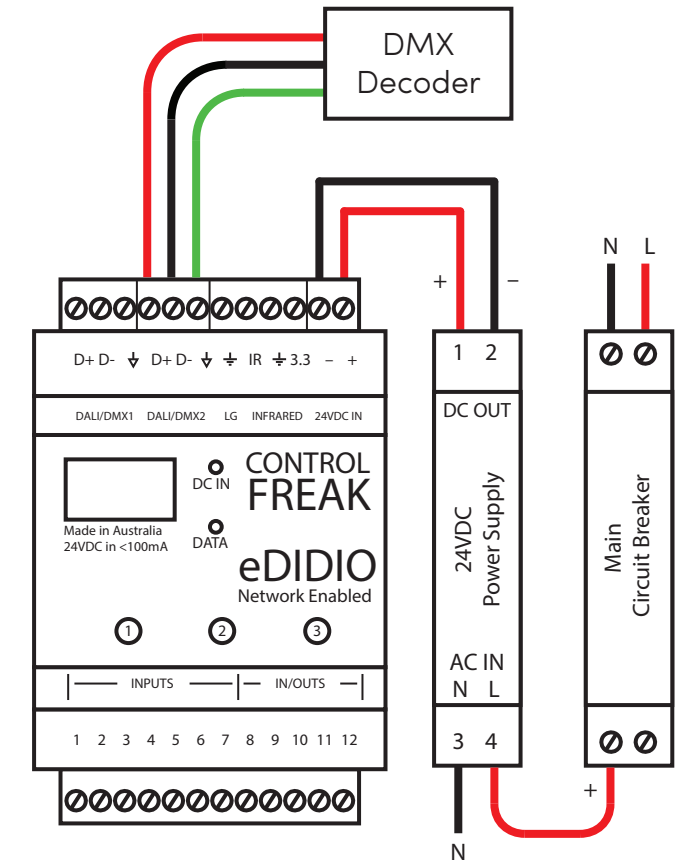 DMX
Decoder
N L
+ –
D+ D- D+ D- IR 3.3 – +
DALI/DMX1 DALI/DMX2 LG INFRARED 24VDC IN
DC IN
DATA
CONTROL
FREAK
Made in Australia
24VDC in <100mA
eDIDIO
Network Enabled
1 2 3
INPUTS IN/OUTS
1 2 3 4 5 6 7 8 9 10 11 12
1 2
DC OUT
24VDC
Power Supply
AC IN
N L
3 4
N
Main
Circuit Breaker
+